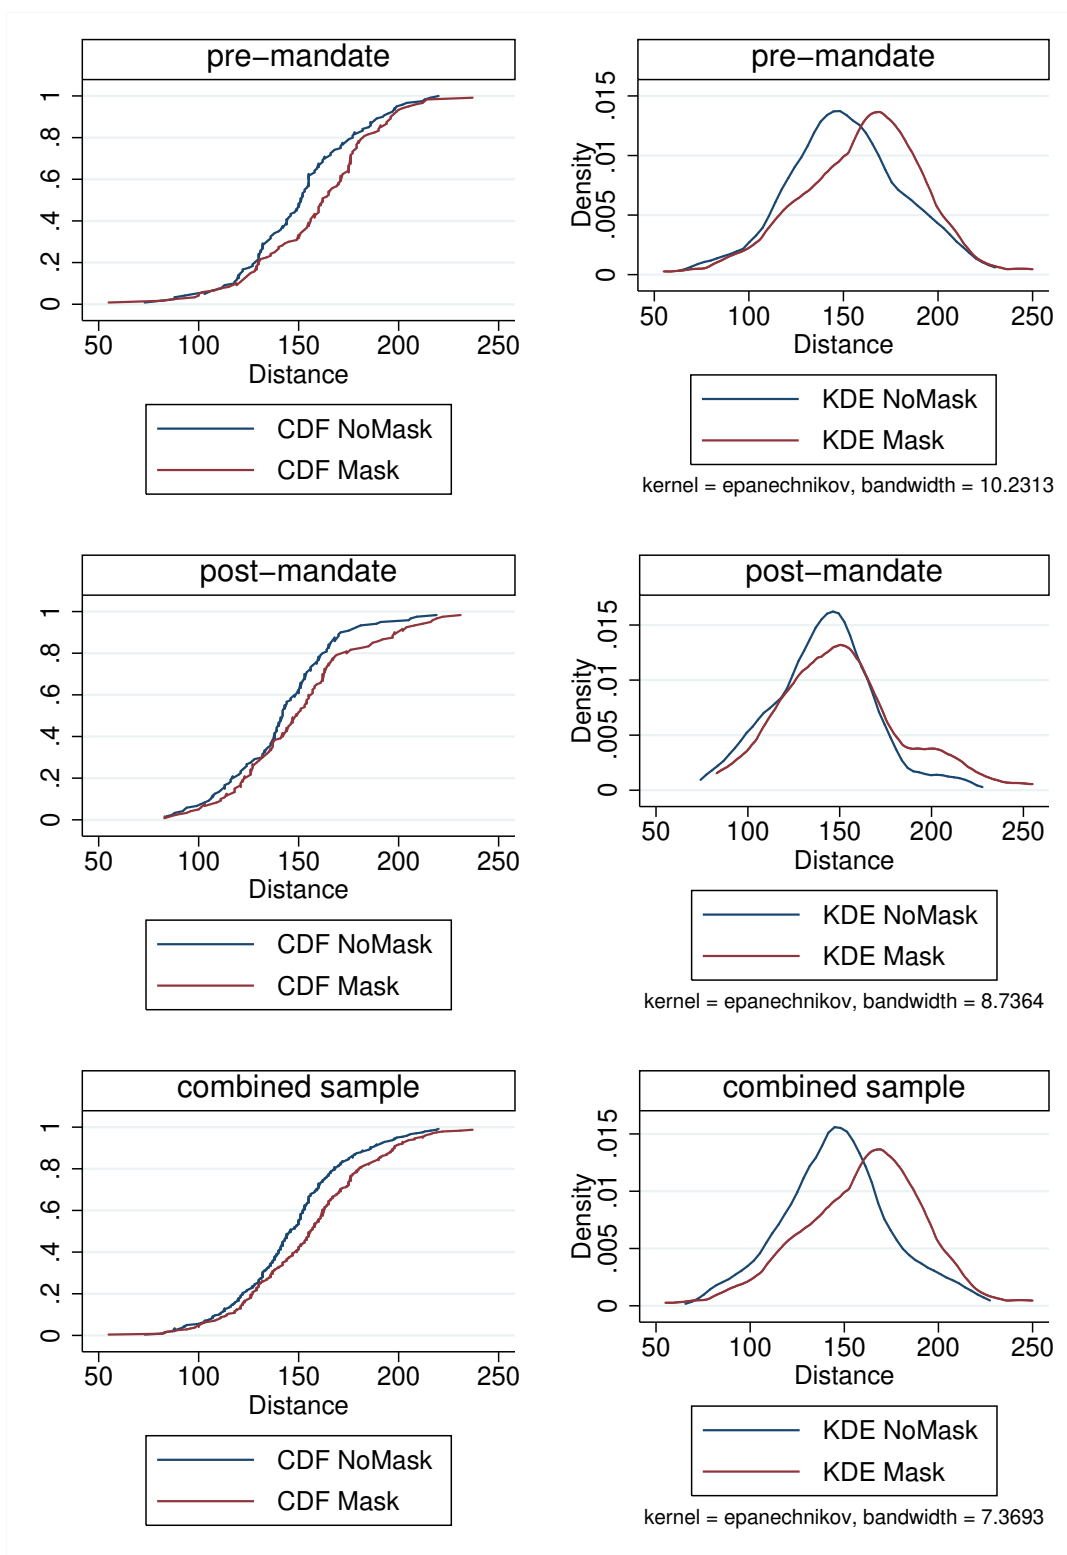 pre−mandate
0 .2 .4 .6 .8 1
50 100 150 200 250
Distance
CDF NoMask
CDF Mask
pre−mandate
Density
0 .005 .01 .015
50 100 150 200 250
Distance
KDE NoMask
KDE Mask
kernel = epanechnikov, bandwidth = 10.2313
post−mandate
0 .2 .4 .6 .8 1
50 100 150 200 250
Distance
CDF NoMask
CDF Mask
post−mandate
Density
0 .005 .01 .015
50 100 150 200 250
Distance
KDE NoMask
KDE Mask
kernel = epanechnikov, bandwidth = 8.7364
combined sample
0 .2 .4 .6 .8 1
50 100 150 200 250
Distance
CDF NoMask
CDF Mask
combined sample
Density
0 .005 .01 .015
50 100 150 200 250
Distance
KDE NoMask
KDE Mask
kernel = epanechnikov, bandwidth = 7.3693